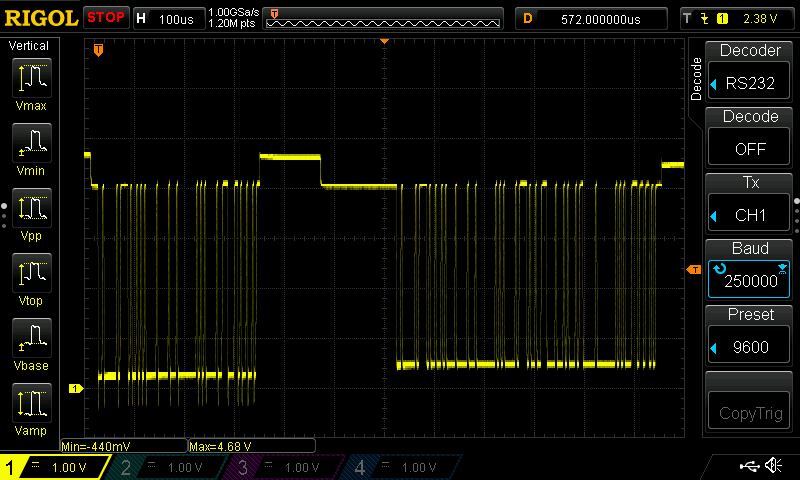 RIGOL STOP H 100us 1.00GSa/s D 572.000000us T 1 2.38 V
1.20M pts
T
Vertical
Vmax
Vmin
Vpp
Vtop
Vbase
Vamp
T
T
1
Decode
Decoder
RS232
Decode
OFF
Tx
CH1
Baud
250000
Preset
9600
CopyTrig
Min=-440mV Max=4.68 V
1 1.00 V 2 1.00 V 3 1.00 V 4 1.00 V